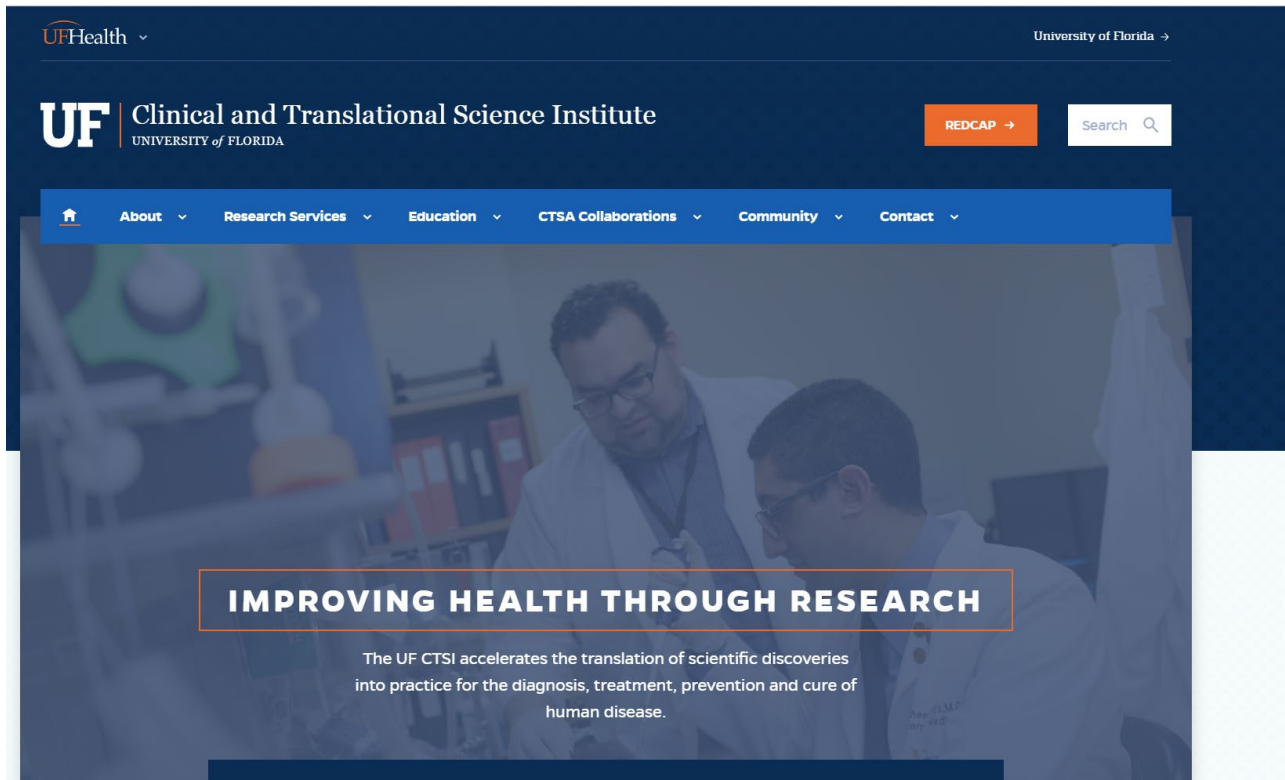 UFHealth
University of Florida →
UF
Clinical and Translational Science Institute
UNIVERSITY of FLORIDA
REDCAP →
Search
About
Research Services
Education
CTSA Collaborations
Community
Contact
IMPROVING HEALTH THROUGH RESEARCH
The UF CTSI accelerates the translation of scientific discoveries
into practice for the diagnosis, treatment, prevention and cure of
human disease.